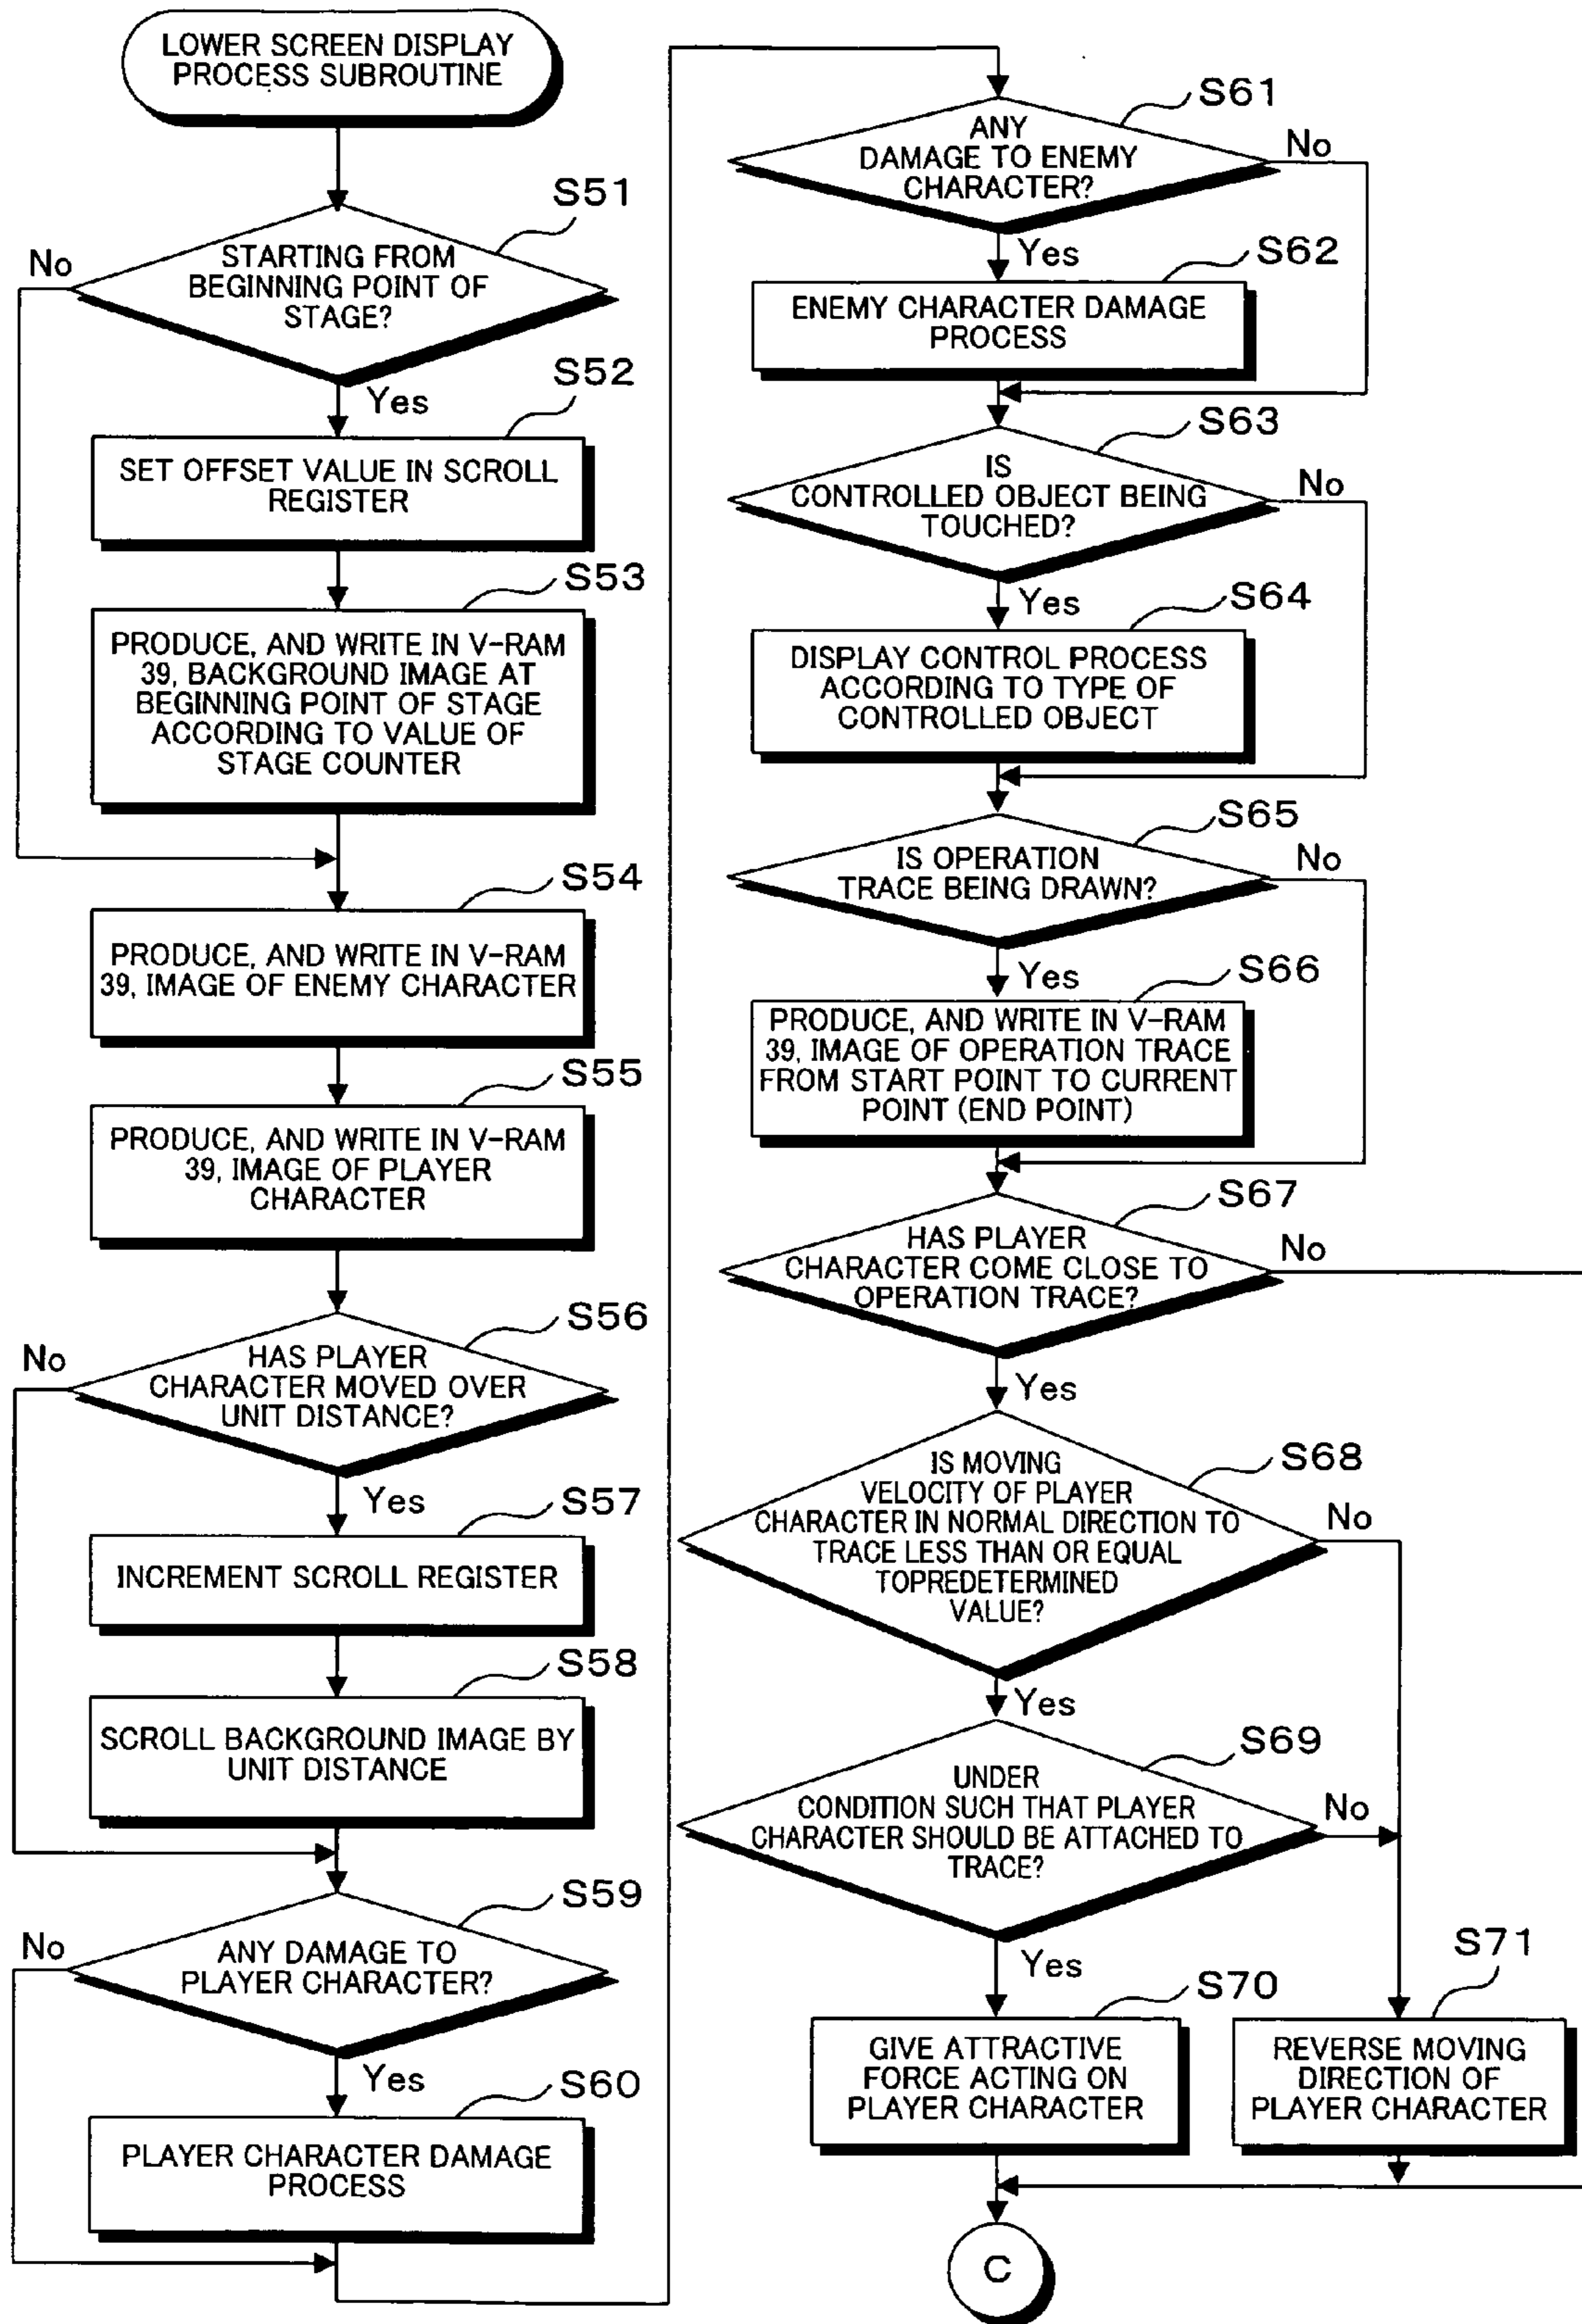 LOWER SCREEN DISPLAY
PROCESS SUBROUTINE
S51
No
STARTING FROM
BEGINNING POINT OF
STAGE?
Yes
S52
SET OFFSET VALUE IN SCROLL
REGISTER
S53
PRODUCE, AND WRITE IN V-RAM
39, BACKGROUND IMAGE AT
BEGINNING POINT OF STAGE
ACCORDING TO VALUE OF
STAGE COUNTER
S54
PRODUCE, AND WRITE IN V-RAM
39, IMAGE OF ENEMY CHARACTER
S55
PRODUCE, AND WRITE IN V-RAM
39, IMAGE OF PLAYER
CHARACTER
S56
No
HAS PLAYER
CHARACTER MOVED OVER
UNIT DISTANCE?
Yes
S57
INCREMENT SCROLL REGISTER
S58
SCROLL BACKGROUND IMAGE BY
UNIT DISTANCE
S59
No
ANY DAMAGE TO
PLAYER CHARACTER?
Yes
S60
PLAYER CHARACTER DAMAGE
PROCESS
S61
ANY
DAMAGE TO ENEMY
CHARACTER?
No
Yes
S62
ENEMY CHARACTER DAMAGE
PROCESS
S63
IS
CONTROLLED OBJECT BEING
TOUCHED?
No
Yes
S64
DISPLAY CONTROL PROCESS
ACCORDING TO TYPE OF
CONTROLLED OBJECT
S65
IS OPERATION
TRACE BEING DRAWN?
No
Yes
S66
PRODUCE, AND WRITE IN V-RAM
39, IMAGE OF OPERATION TRACE
FROM START POINT TO CURRENT
POINT (END POINT)
S67
HAS PLAYER
CHARACTER COME CLOSE TO
OPERATION TRACE?
No
Yes
S68
IS MOVING
VELOCITY OF PLAYER
CHARACTER IN NORMAL DIRECTION TO
TRACE LESS THAN OR EQUAL
TOPREDETERMINED
VALUE?
No
Yes
S69
UNDER
CONDITION SUCH THAT PLAYER
CHARACTER SHOULD BE ATTACHED TO
TRACE?
No
Yes
S70
GIVE ATTRACTIVE
FORCE ACTING ON
PLAYER CHARACTER
S71
REVERSE MOVING
DIRECTION OF
PLAYER CHARACTER
C